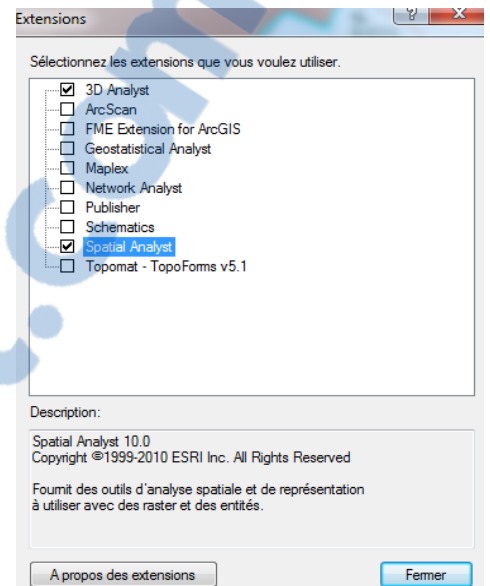 Extensions
Sélectionnez les extensions que vous voulez utiliser.
3D Analyst
ArcScan
FME Extension for ArcGIS
Geostatistical Analyst
Maplex
Network Analyst
Publisher
Schematics
Spatial Analyst
Topomat - TopoForms v5.1
Description:
Spatial Analyst 10.0
Copyright ©1999-2010 ESRI Inc. All Rights Reserved
Fournit des outils d'analyse spatiale et de représentation
à utiliser avec des raster et des entités.
A propos des extensions
Fermer